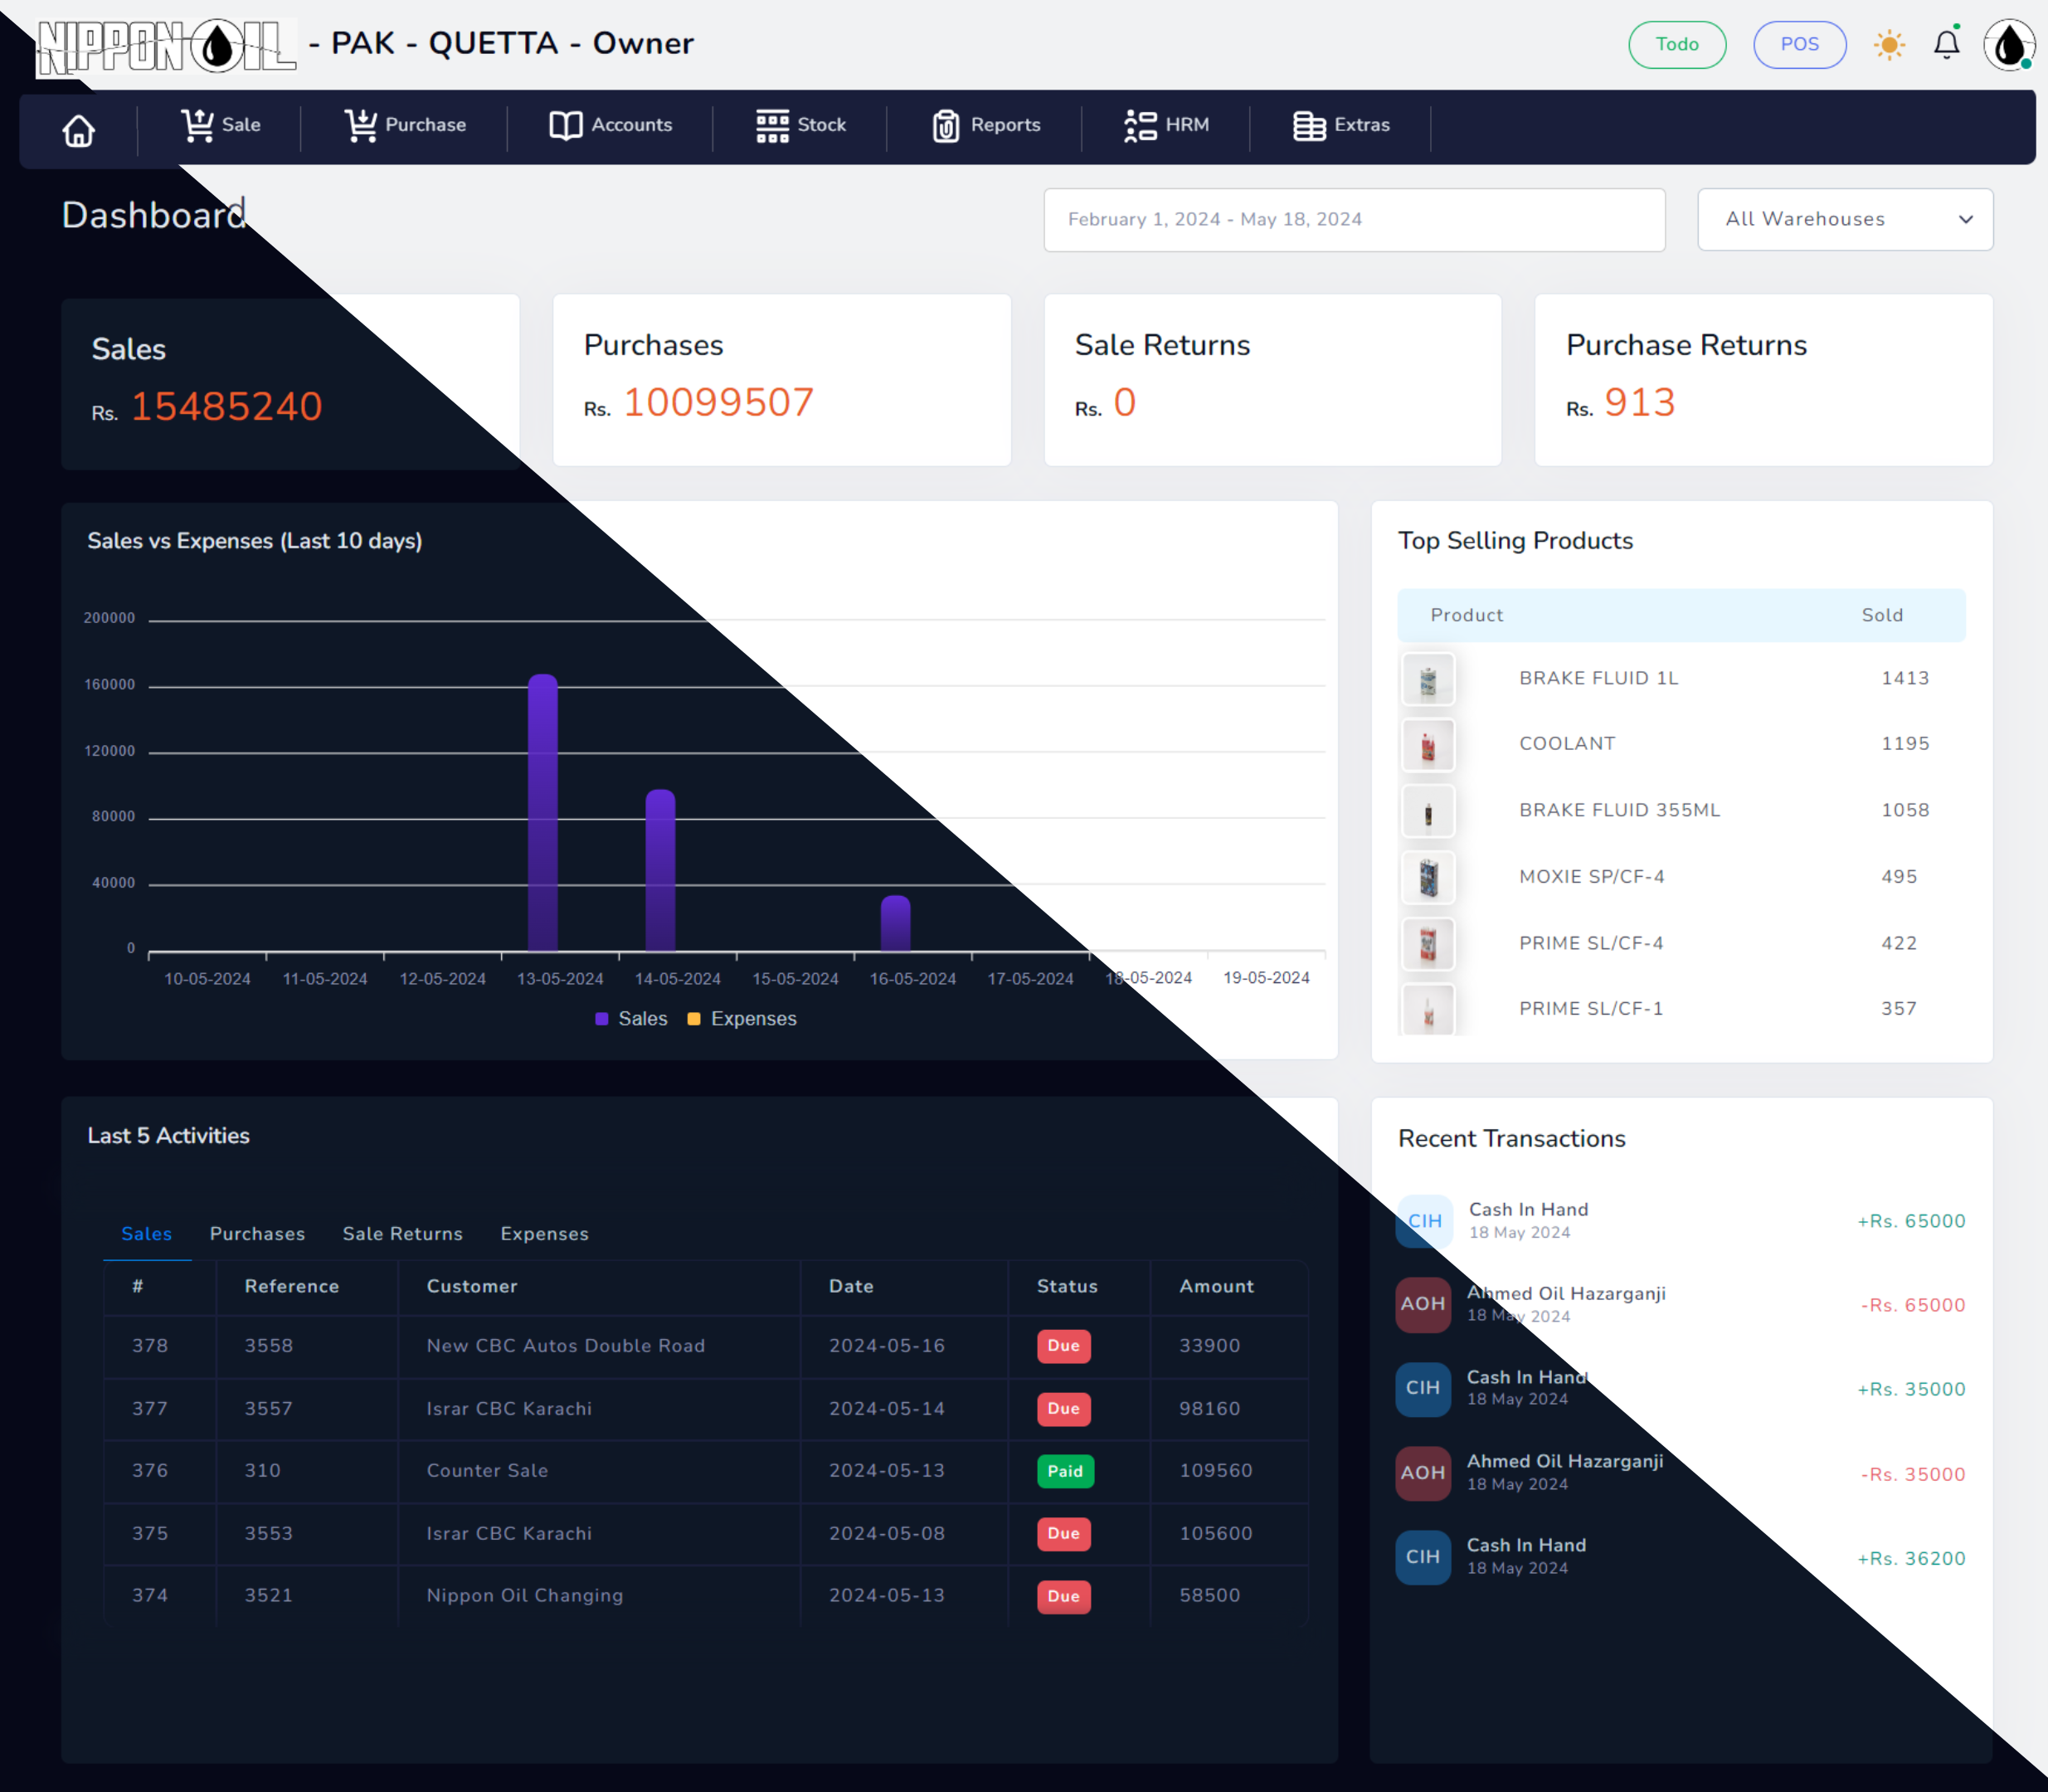 NIPPON OIL - PAK - QUETTA - Owner Todo POS
Sale Purchase Accounts Stock Reports HRM Extras
Dashboard February 1, 2024 - May 18, 2024 All Warehouses
Sales
Rs. 15485240
Purchases
Rs. 10099507
Sale Returns
Rs. 0
Purchase Returns
Rs. 913
Sales vs Expenses (Last 10 days)
200000
160000
120000
80000
40000
0
10-05-2024 11-05-2024 12-05-2024 13-05-2024 14-05-2024 15-05-2024 16-05-2024 17-05-2024 18-05-2024 19-05-2024
Sales Expenses
Top Selling Products
Product Sold
BRAKE FLUID 1L 1413
COOLANT 1195
BRAKE FLUID 355ML 1058
MOXIE SP/CF-4 495
PRIME SL/CF-4 422
PRIME SL/CF-1 357
Last 5 Activities
Sales Purchases Sale Returns Expenses
# Reference Customer Date Status Amount
378 3558 New CBC Autos Double Road 2024-05-16 Due 33900
377 3557 Israr CBC Karachi 2024-05-14 Due 98160
376 310 Counter Sale 2024-05-13 Paid 109560
375 3553 Israr CBC Karachi 2024-05-08 Due 105600
374 3521 Nippon Oil Changing 2024-05-13 Due 58500
Recent Transactions
CIH Cash In Hand +Rs. 65000
18 May 2024
AOH Ahmed Oil Hazarganji -Rs. 65000
18 May 2024
CIH Cash In Hand +Rs. 35000
18 May 2024
AOH Ahmed Oil Hazarganji -Rs. 35000
18 May 2024
CIH Cash In Hand +Rs. 36200
18 May 2024